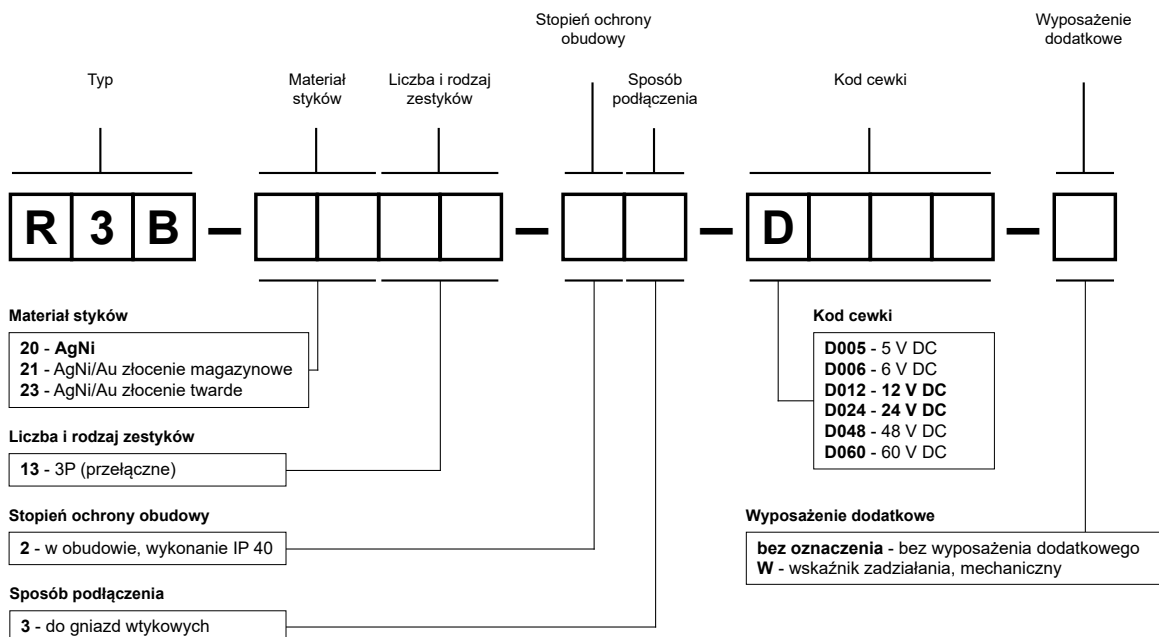 Stopień ochrony
obudowy
Wyposażenie
dodatkowe
Typ
Materiał
styków
Liczba i rodzaj
zestyków
Sposób
podłączenia
Kod cewki
R 3 B – – – D –
Materiał styków
20 - AgNi
21 - AgNi/Au złocenie magazynowe
23 - AgNi/Au złocenie twarde
Liczba i rodzaj zestyków
13 - 3P (przełączne)
Stopień ochrony obudowy
2 - w obudowie, wykonanie IP 40
Sposób podłączenia
3 - do gniazd wtykowych
Kod cewki
D005 - 5 V DC
D006 - 6 V DC
D012 - 12 V DC
D024 - 24 V DC
D048 - 48 V DC
D060 - 60 V DC
Wyposażenie dodatkowe
bez oznaczenia - bez wyposażenia dodatkowego
W - wskaźnik zadziałania, mechaniczny